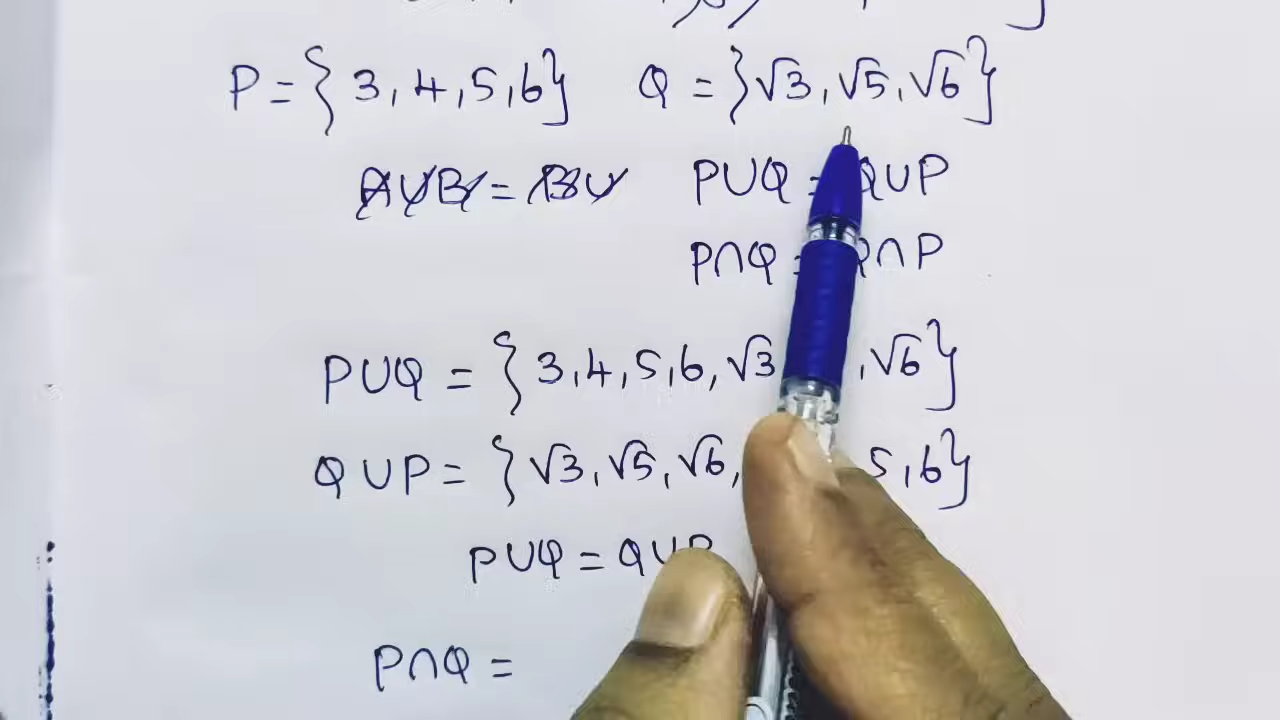 P = { 3, 4, 5, 6 } Q = } √3, √5, √6 }
A∪B = B∪ P∪Q = Q∪P
P∩Q = Q∩P
P∪Q = { 3, 4, 5, 6, √3 , √6 }
Q∪P = { √3, √5, √6, 5, 6 }
P∪Q = Q∪P
P∩Q =